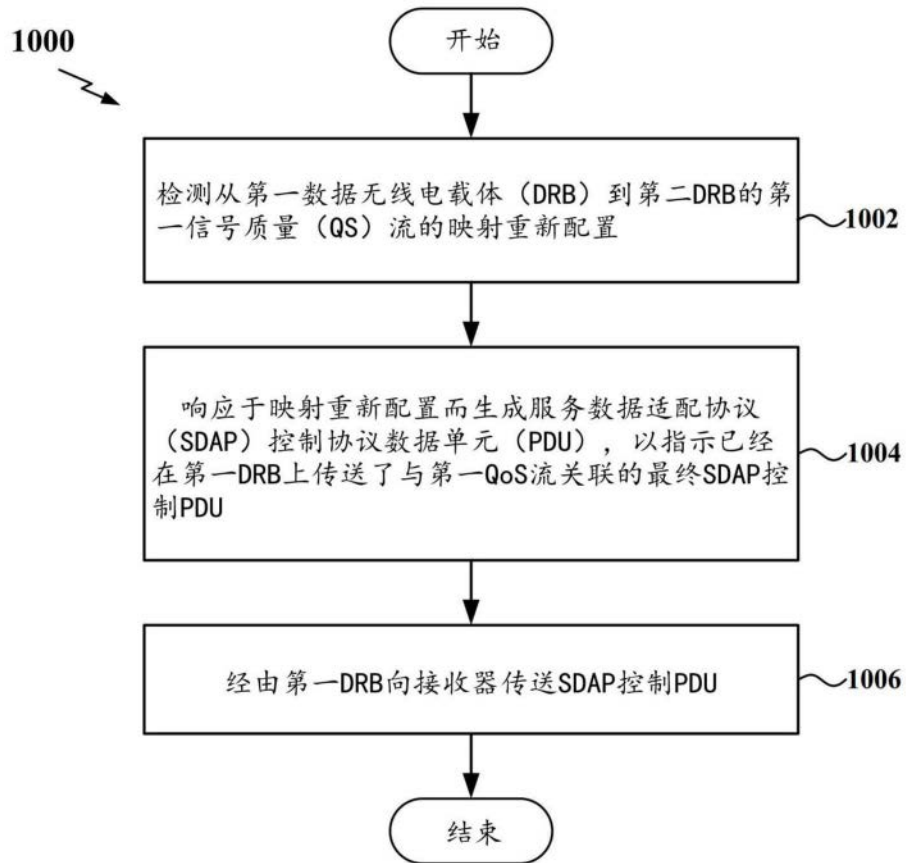 1000
开始
检测从第一数据无线电载体（DRB）到第二DRB的第
一信号质量（QS）流的映射重新配置
1002
响应于映射重新配置而生成服务数据适配协议
（SDAP）控制协议数据单元（PDU），以指示已经
在第一DRB上传送了与第一QoS流关联的最终SDAP控
制PDU
1004
经由第一DRB向接收器传送SDAP控制PDU
1006
结束